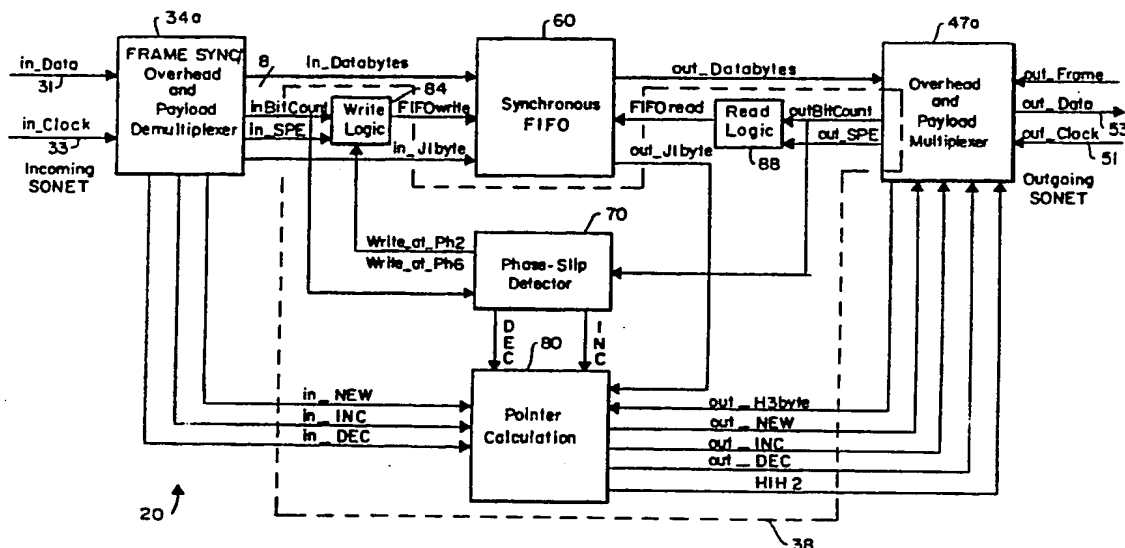 34a
60
47a
in_Data
31
in_Clock
33
Incoming
SONET
FRAME SYNC/
Overhead
and
Payload
Demultiplexer
8
In_Databytes
84
inBitCount
in_SPE
Write
Logic
FIFOwrite
in_J1byte
Synchronous
FIFO
out_Databytes
FIFOread
Read
Logic
88
outBitCount
out_SPE
out_J1byte
Overhead
and
Payload
Multiplexer
out_Frame
out_Data
53
out_Clock
51
Outgoing
SONET
70
Write_at_Ph2
Write_at_Ph6
Phase-Slip
Detector
DEC
INC
80
in_NEW
in_INC
in_DEC
Pointer
Calculation
out_H3byte
out_NEW
out_INC
out_DEC
H1H2
20
38